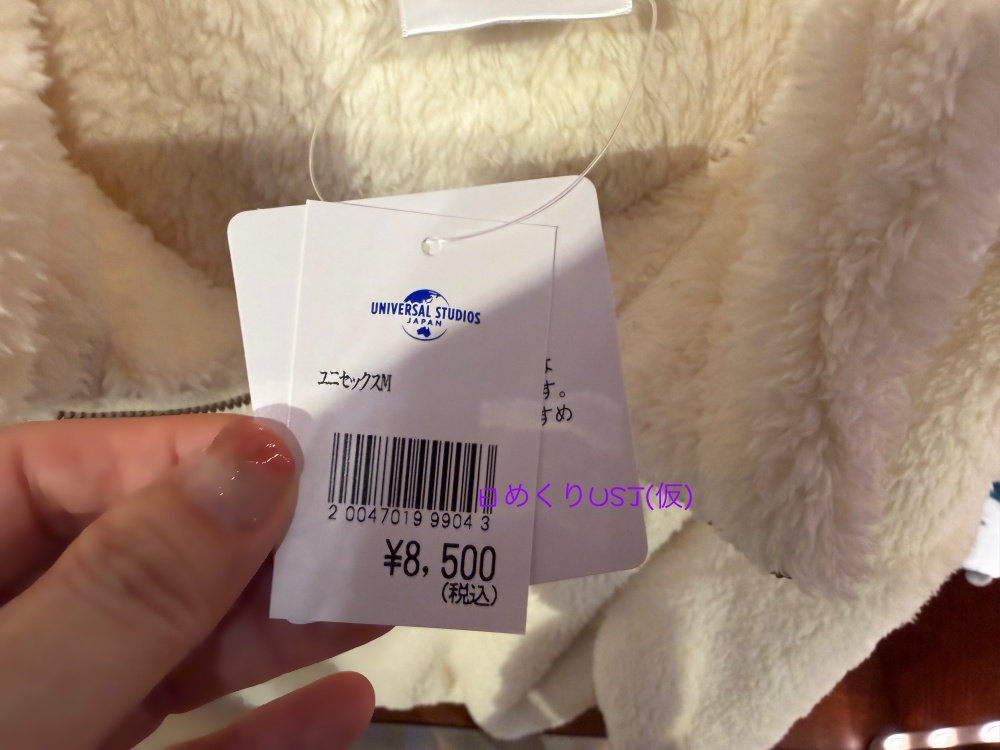 UNIVERSAL STUDIOS
JAPAN
ユニセックスM
す。
すめ
2 0047019 9904 3
日めくりUSJ(仮)
¥8,500
(税込)